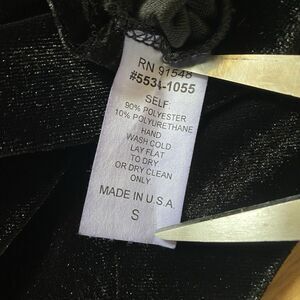 RN 91546
#5534-1055
SELF:
90% POLYESTER
10% POLYURETHANE
HAND
WASH COLD
LAY FLAT
TO DRY
OR DRY CLEAN
ONLY
MADE IN U.S.A.
S